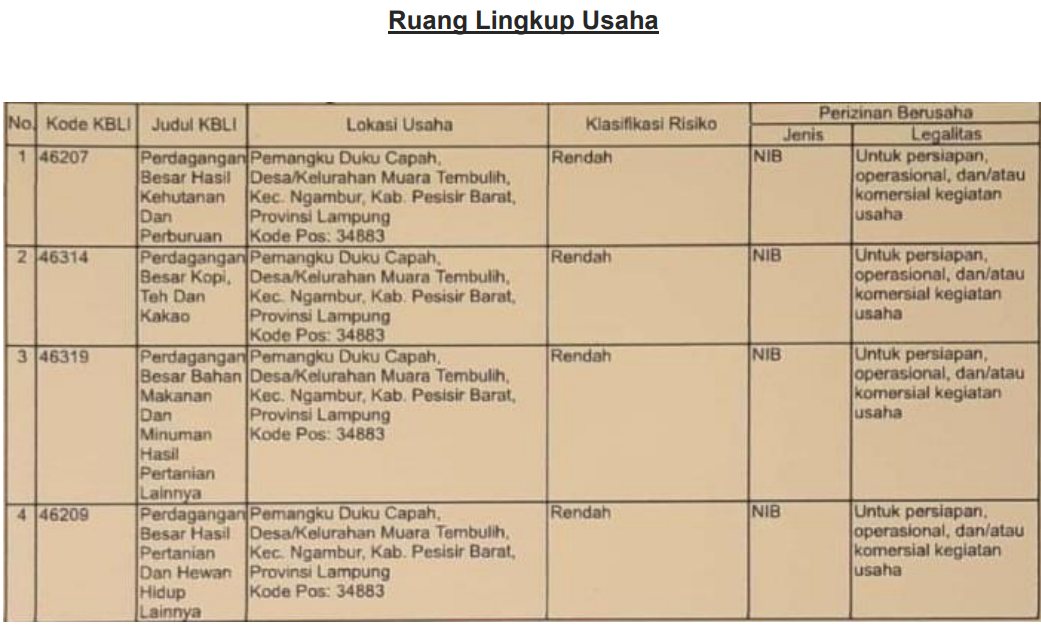 Ruang Lingkup Usaha
No. Kode KBLI Judul KBLI Lokasi Usaha Klasifikasi Risiko Perizinan Berusaha
Jenis Legalitas
1 46207 Perdagangan Pemangku Duku Capah, Rendah NIB Untuk persiapan,
Besar Hasil Desa/Kelurahan Muara Tembulih, operasional, dan/atau
Kehutanan Kec. Ngambur, Kab. Pesisir Barat, komersial kegiatan
Dan Provinsi Lampung usaha
Perburuan Kode Pos: 34883
2 46314 Perdagangan Pemangku Duku Capah, Rendah NIB Untuk persiapan,
Besar Kopi, Desa/Kelurahan Muara Tembulih, operasional, dan/atau
Teh Dan Kec. Ngambur, Kab. Pesisir Barat, komersial kegiatan
Kakao Provinsi Lampung usaha
Kode Pos: 34883
3 46319 Perdagangan Pemangku Duku Capah, Rendah NIB Untuk persiapan,
Besar Bahan Desa/Kelurahan Muara Tembulih, operasional, dan/atau
Makanan Kec. Ngambur, Kab. Pesisir Barat, komersial kegiatan
Dan Provinsi Lampung usaha
Minuman Kode Pos: 34883
Hasil
Pertanian
Lainnya
4 46209 Perdagangan Pemangku Duku Capah, Rendah NIB Untuk persiapan,
Besar Hasil Desa/Kelurahan Muara Tembulih, operasional, dan/atau
Pertanian Kec. Ngambur, Kab. Pesisir Barat, komersial kegiatan
Dan Hewan Provinsi Lampung usaha
Hidup Kode Pos: 34883
Lainnya